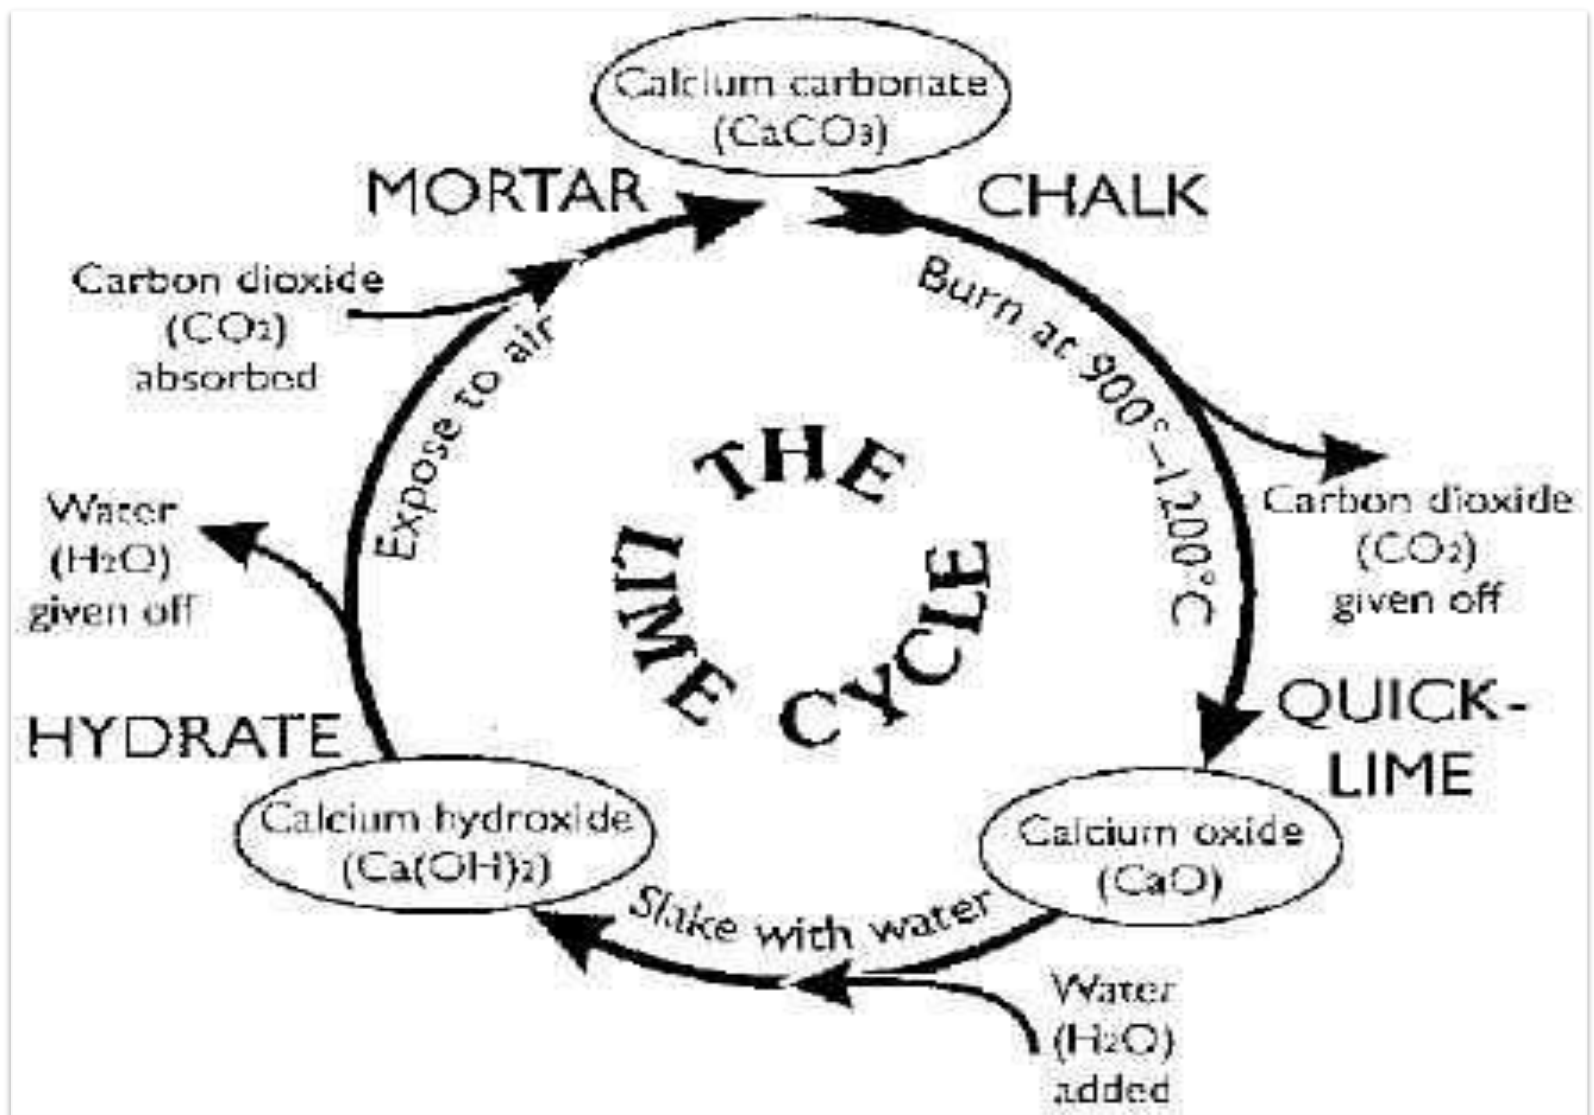 Calcium carbonate
(CaCO3)
MORTAR
CHALK
Carbon dioxide
(CO2)
absorbed
Burn at 900°–1200°C
Expose to air
THE
LIME CYCLE
Water
(H2O)
given off
Carbon dioxide
(CO2)
given off
HYDRATE
QUICK-
LIME
Calcium hydroxide
(Ca(OH)2)
Calcium oxide
(CaO)
Slake with water
Water
(H2O)
added